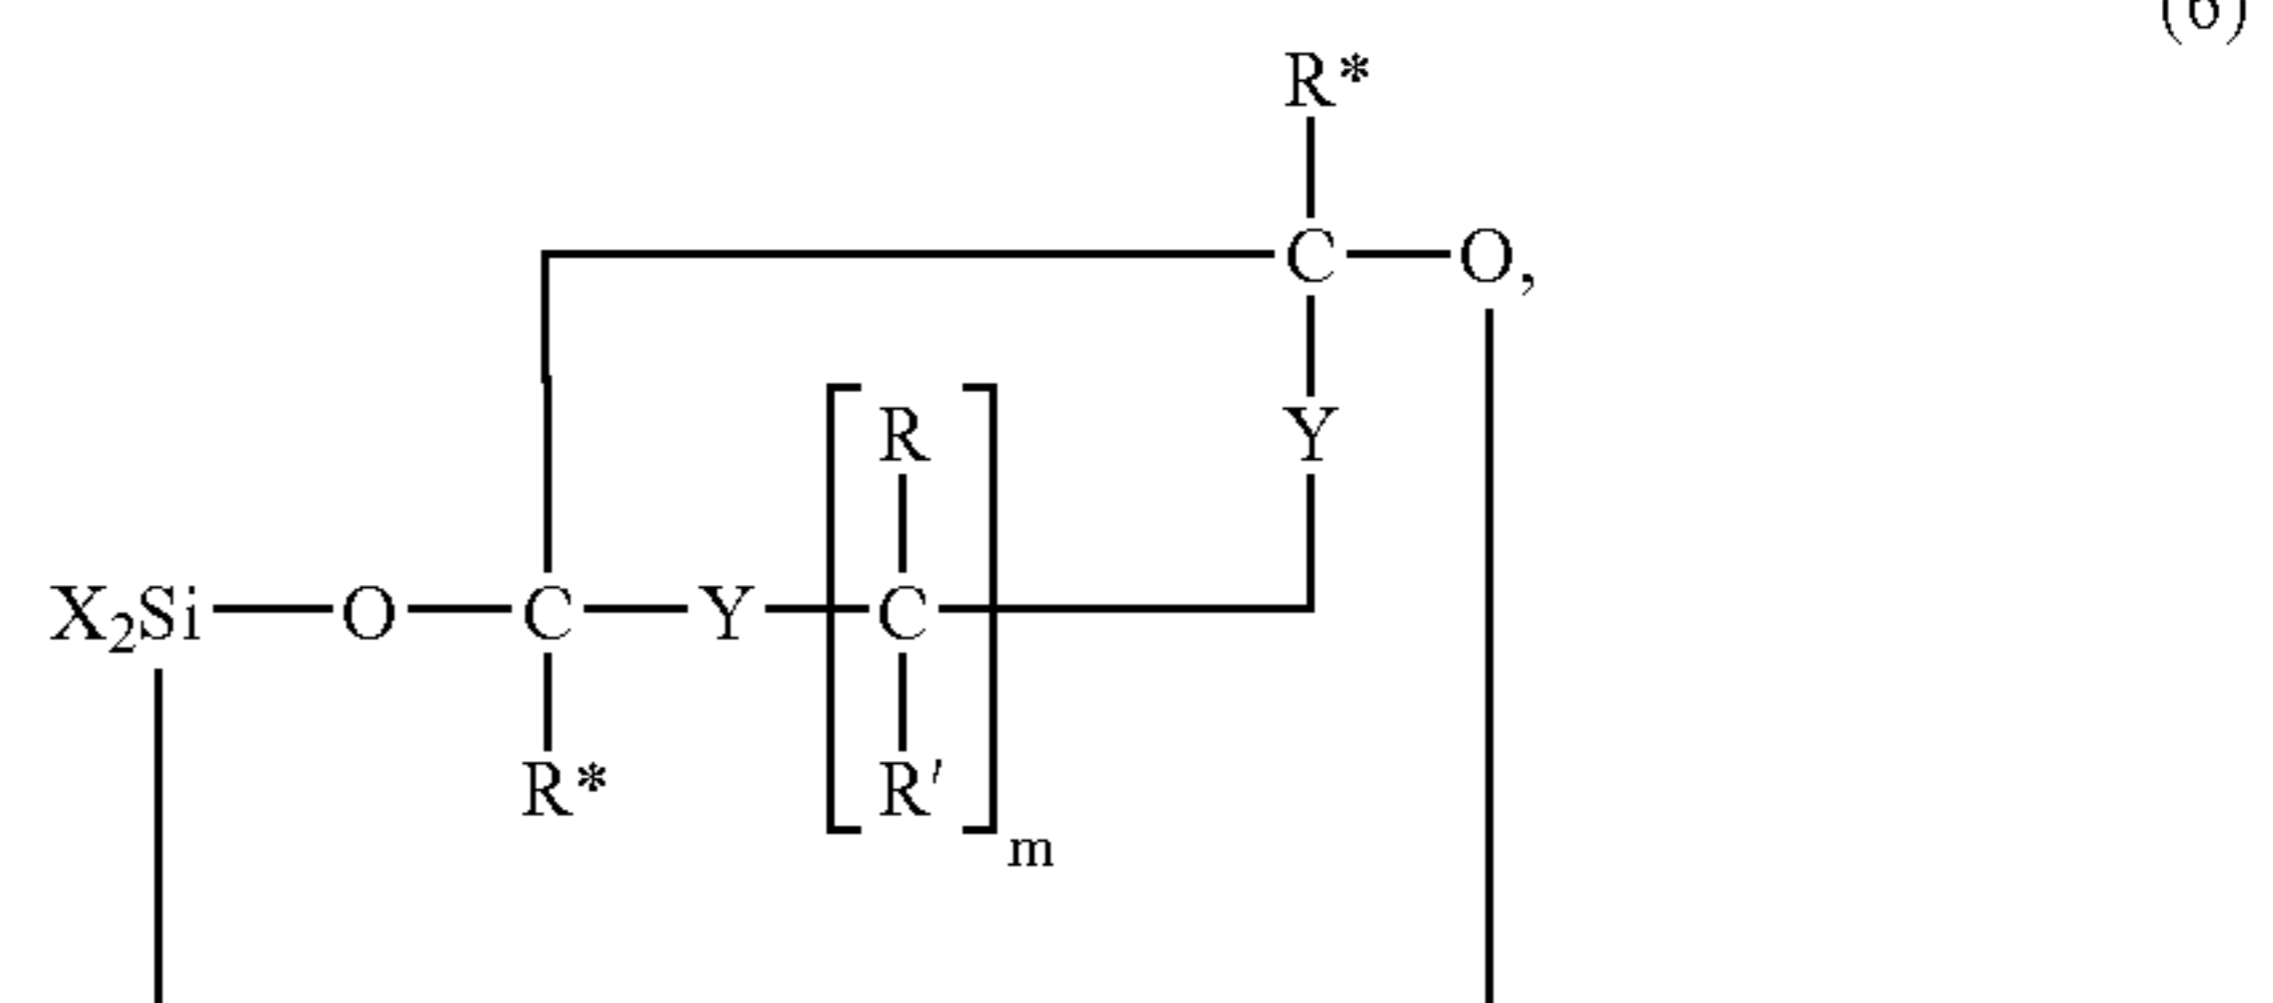 (6)
R*
C O,
Y
R
X₂Si O C Y C
R* R′
m